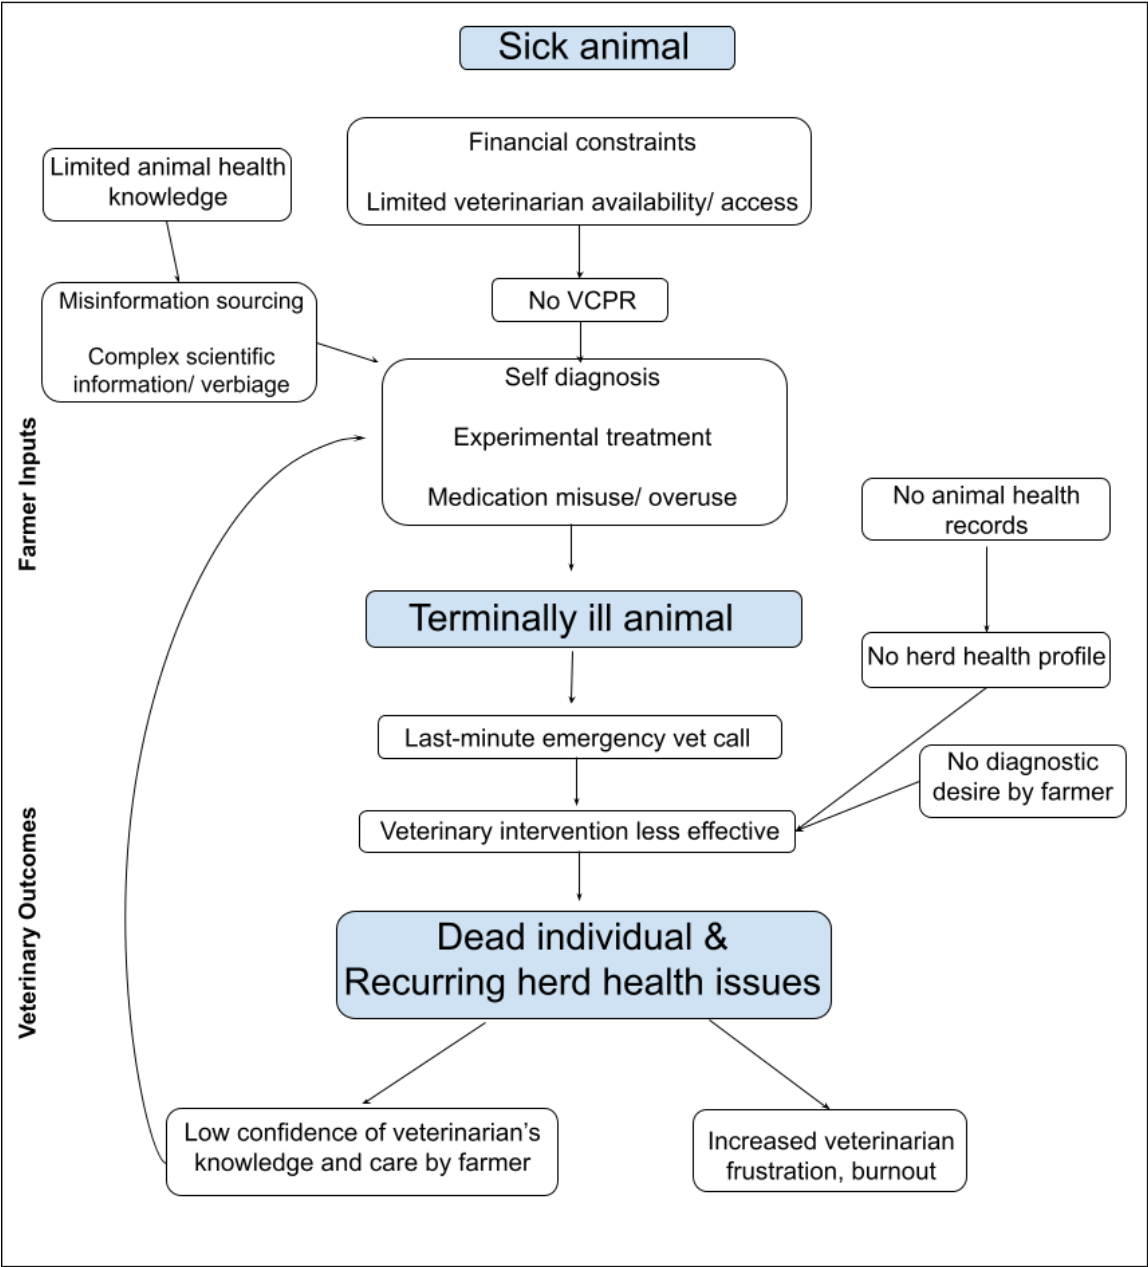 Sick animal
Financial constraints
Limited veterinarian availability/ access
Limited animal health
knowledge
No VCPR
Misinformation sourcing
Complex scientific
information/ verbiage
Self diagnosis
Experimental treatment
Medication misuse/ overuse
Farmer Inputs
No animal health
records
Terminally ill animal
No herd health profile
Last-minute emergency vet call
No diagnostic
desire by farmer
Veterinary intervention less effective
Veterinary Outcomes
Dead individual &
Recurring herd health issues
Low confidence of veterinarian’s
knowledge and care by farmer
Increased veterinarian
frustration, burnout